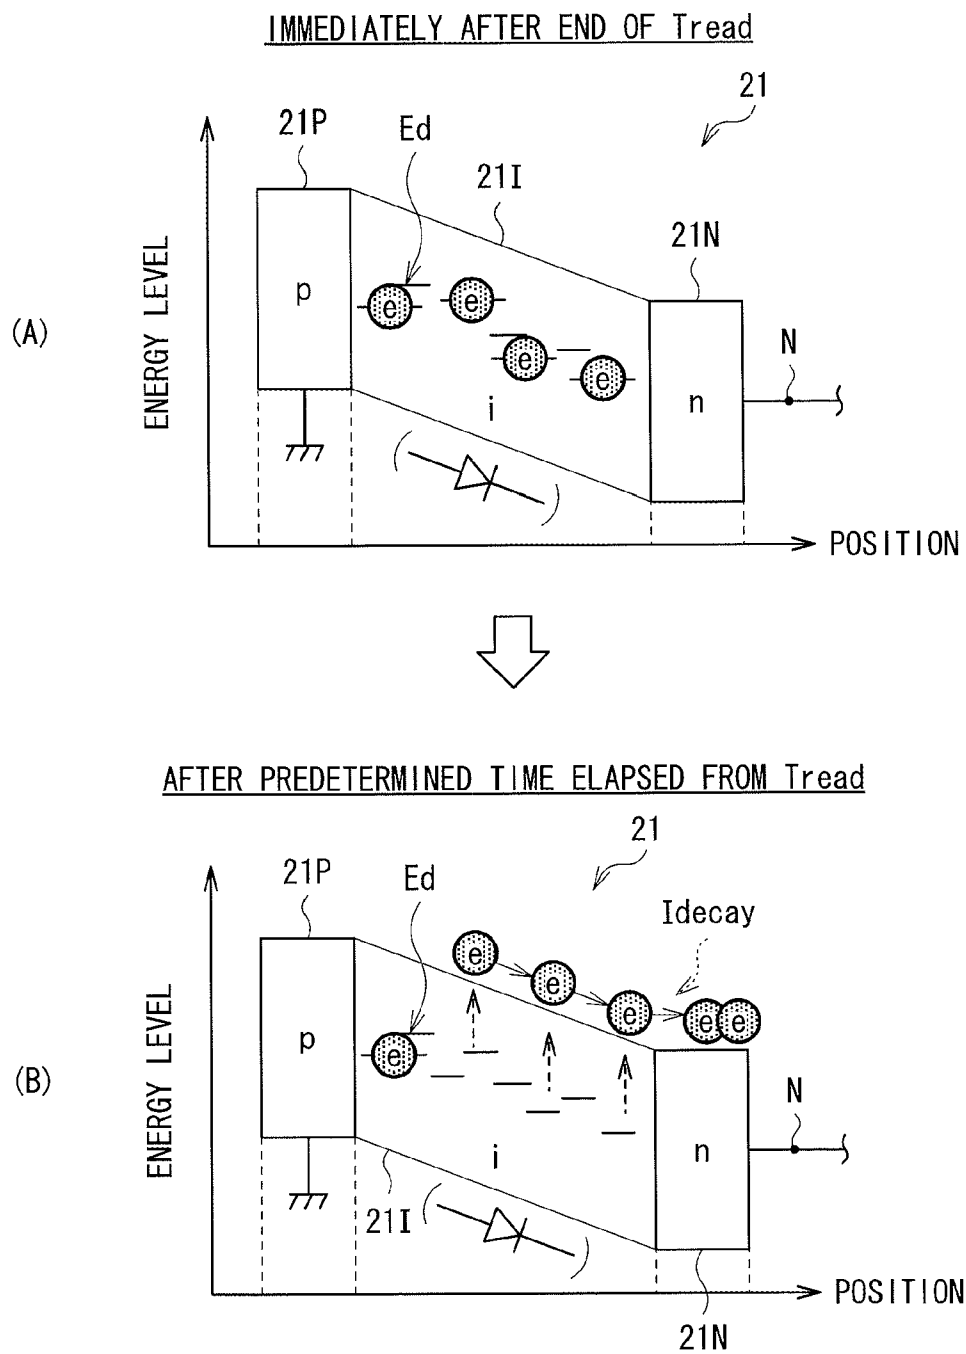 IMMEDIATELY AFTER END OF Tread
21
21P
Ed
21I
21N
ENERGY LEVEL
(A)
p
e
e
e
e
i
n
N
POSITION
AFTER PREDETERMINED TIME ELAPSED FROM Tread
21
21P
Ed
Idecay
ENERGY LEVEL
(B)
p
e
e
e
e
e
e
i
n
N
21I
POSITION
21N